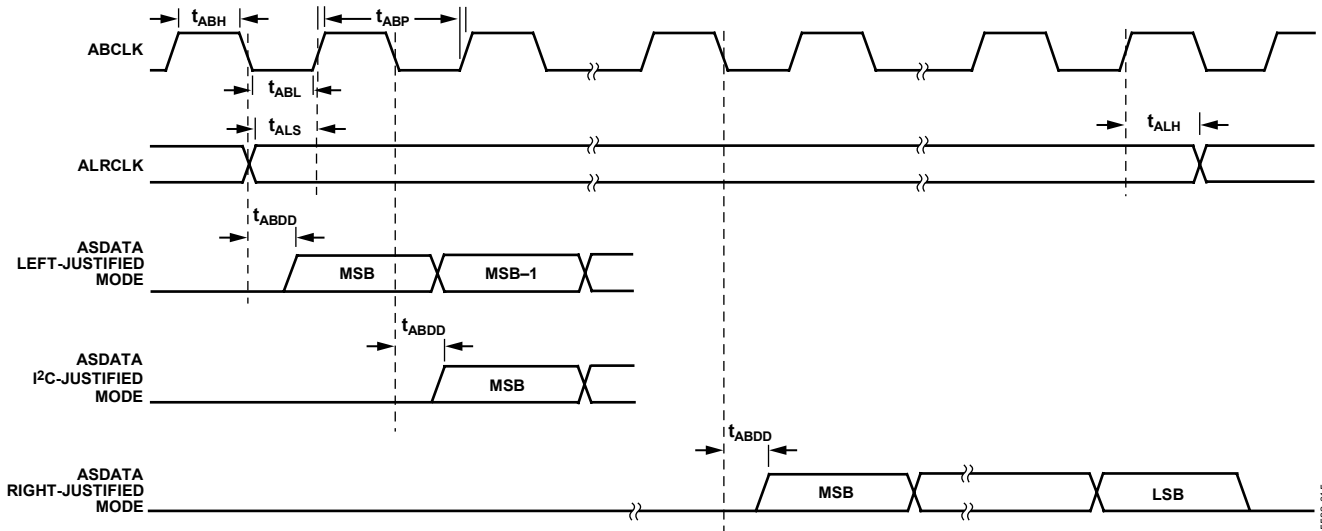 tABH
tABP
ABCLK
tABL
tALS
tALH
ALRCLK
tABDD
ASDATA
LEFT-JUSTIFIED
MODE
MSB
MSB–1
tABDD
ASDATA
I2C-JUSTIFIED
MODE
MSB
tABDD
ASDATA
RIGHT-JUSTIFIED
MODE
MSB
LSB